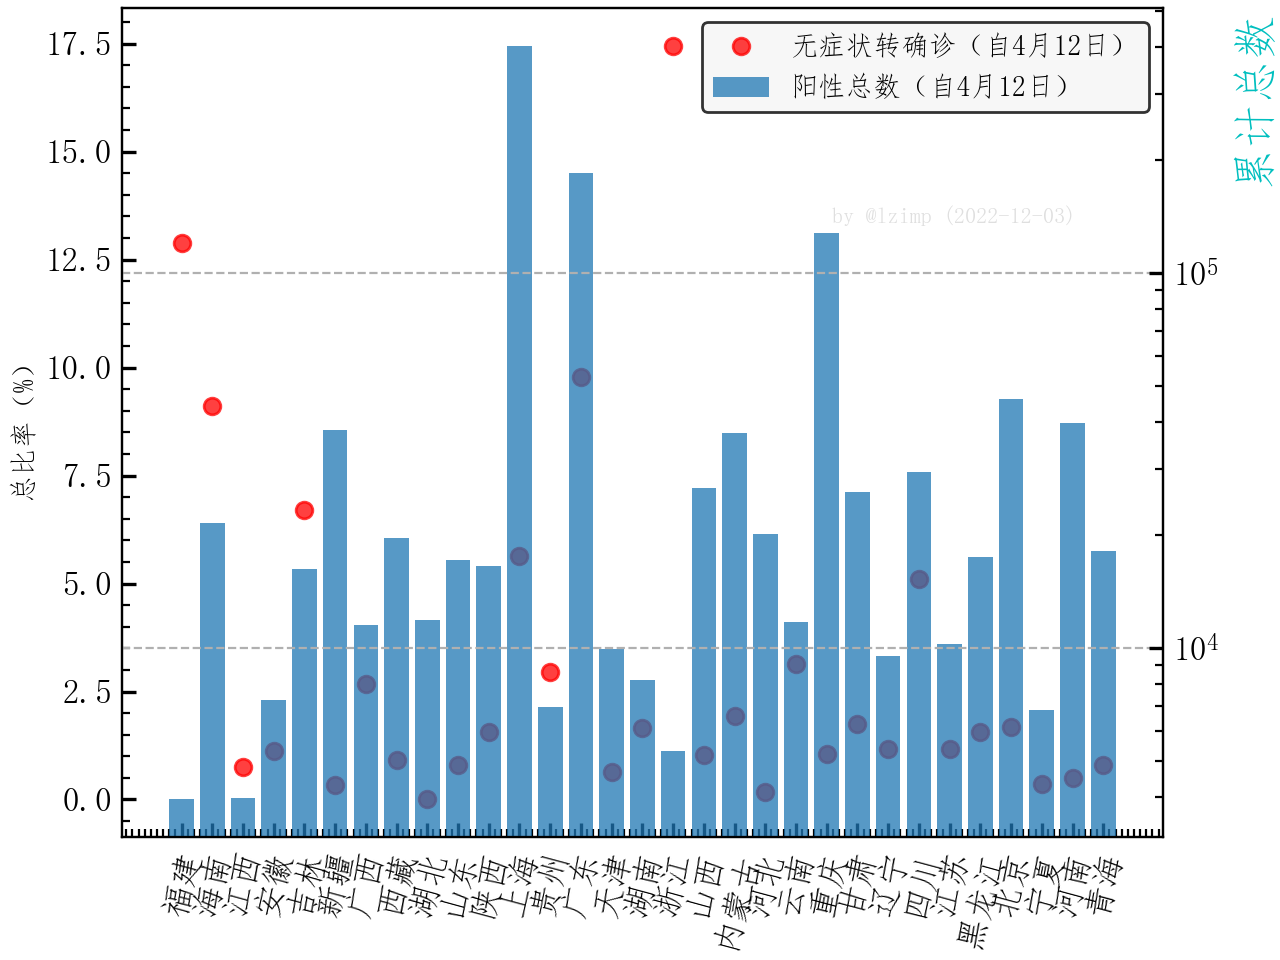 无症状转确诊（自4月12日）
阳性总数（自4月12日）
by @lzimp (2022-12-03)
总比率 (%)
17.5
15.0
12.5
10.0
7.5
5.0
2.5
0.0
累计总数
10^5
10^4
福建
海南
江西
安徽
吉林
新疆
广西
西藏
湖北
山东
陕西
上海
贵州
广东
天津
湖南
浙江
山西
内蒙古
河北
云南
重庆
甘肃
辽宁
四川
江苏
黑龙江
北京
宁夏
河南
青海